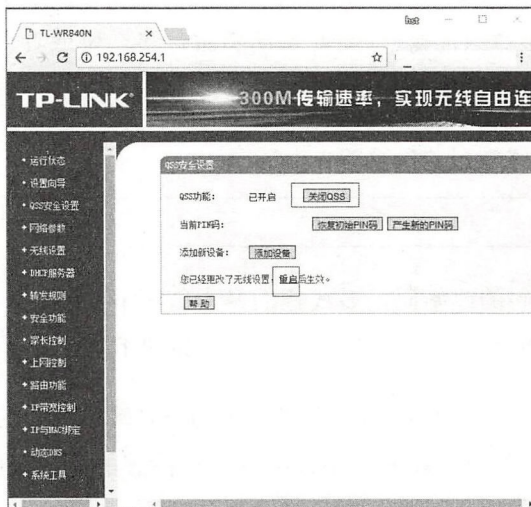 TL-WR840N
192.168.254.1
TP-LINK
300M传输速率，实现无线自由连
• 运行状态
• 设置向导
• QSS安全设置
+ 网络参数
+ 无线设置
+ DHCP服务器
+ 转发规则
+ 安全功能
+ 家长控制
+ 上网控制
+ 路由功能
+ IP带宽控制
+ IP与MAC绑定
• 动态DNS
+ 系统工具
QSS安全设置
QSS功能： 已开启 关闭QSS
当前PIN码： 恢复初始PIN码 产生新的PIN码
添加新设备： 添加设备
您已经更改了无线设置，重启后生效。
帮 助